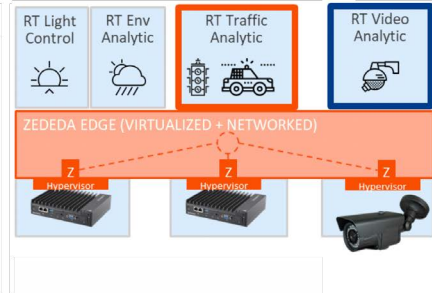 RT Light
Control
RT Env
Analytic
RT Traffic
Analytic
RT Video
Analytic
ZEDEDA EDGE (VIRTUALIZED + NETWORKED)
Z
Z
Z
Hypervisor
Hypervisor
Hypervisor